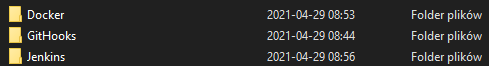 Docker 2021-04-29 08:53 Folder plików
GitHooks 2021-04-29 08:44 Folder plików
Jenkins 2021-04-29 08:56 Folder plików